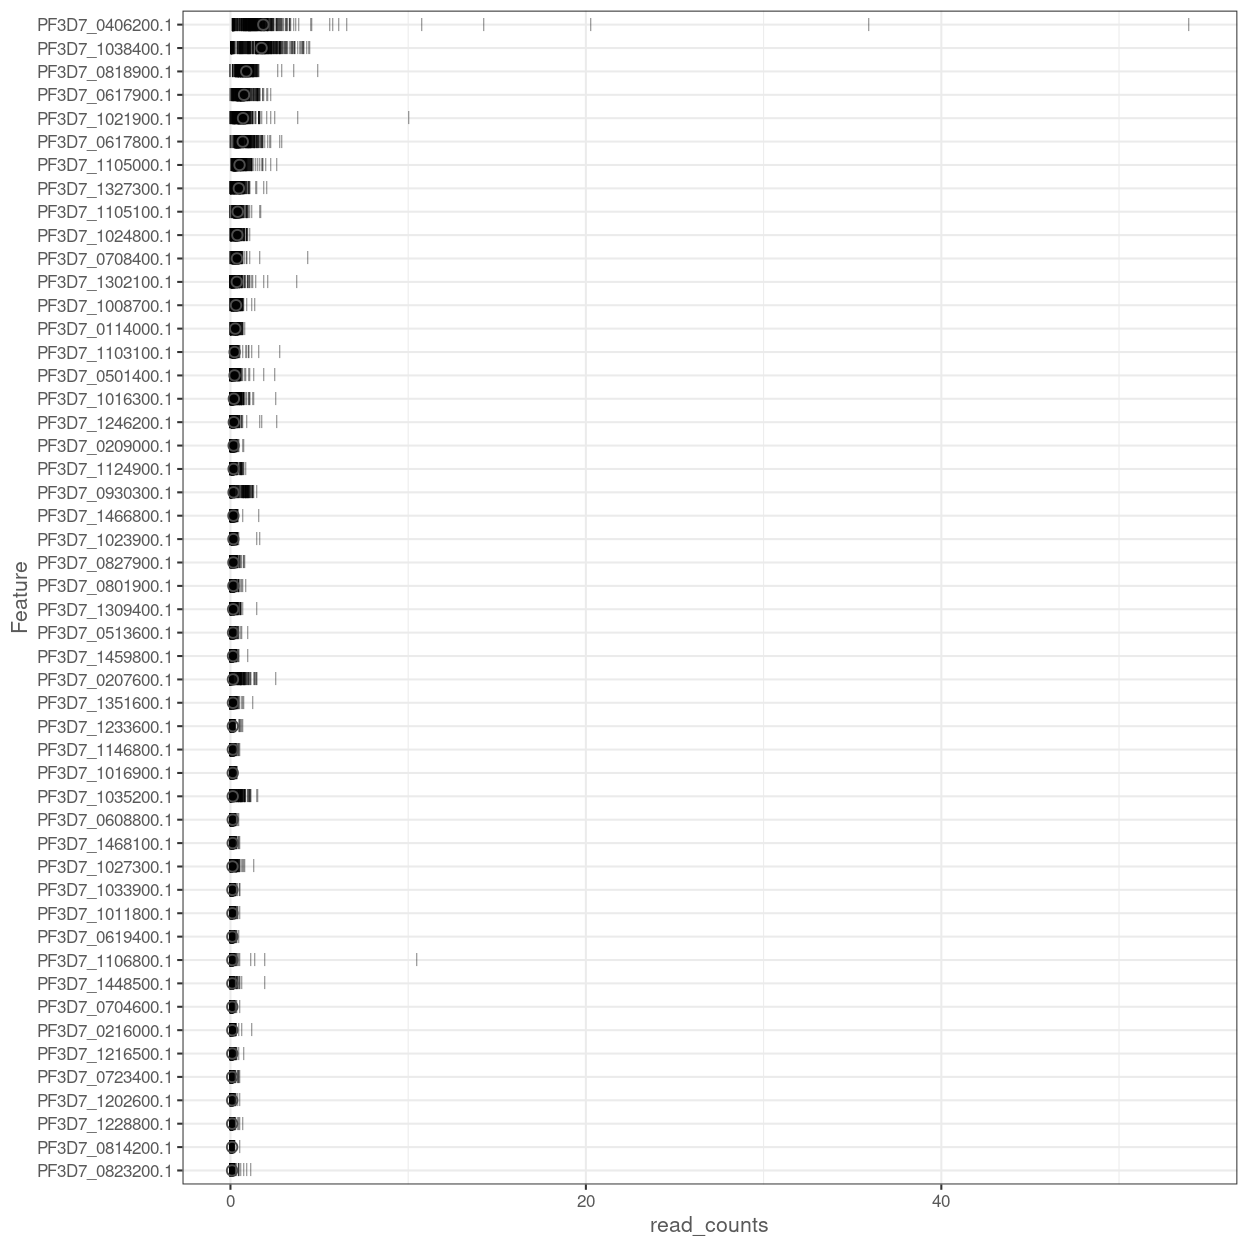 PF3D7_0406200.1
PF3D7_1038400.1
PF3D7_0818900.1
PF3D7_0617900.1
PF3D7_1021900.1
PF3D7_0617800.1
PF3D7_1105000.1
PF3D7_1327300.1
PF3D7_1105100.1
PF3D7_1024800.1
PF3D7_0708400.1
PF3D7_1302100.1
PF3D7_1008700.1
PF3D7_0114000.1
PF3D7_1103100.1
PF3D7_0501400.1
PF3D7_1016300.1
PF3D7_1246200.1
PF3D7_0209000.1
PF3D7_1124900.1
PF3D7_0930300.1
PF3D7_1466800.1
PF3D7_1023900.1
PF3D7_0827900.1
PF3D7_0801900.1
PF3D7_1309400.1
PF3D7_0513600.1
PF3D7_1459800.1
PF3D7_0207600.1
PF3D7_1351600.1
PF3D7_1233600.1
PF3D7_1146800.1
PF3D7_1016900.1
PF3D7_1035200.1
PF3D7_0608800.1
PF3D7_1468100.1
PF3D7_1027300.1
PF3D7_1033900.1
PF3D7_1011800.1
PF3D7_0619400.1
PF3D7_1106800.1
PF3D7_1448500.1
PF3D7_0704600.1
PF3D7_0216000.1
PF3D7_1216500.1
PF3D7_0723400.1
PF3D7_1202600.1
PF3D7_1228800.1
PF3D7_0814200.1
PF3D7_0823200.1
Feature
0 20 40
read_counts